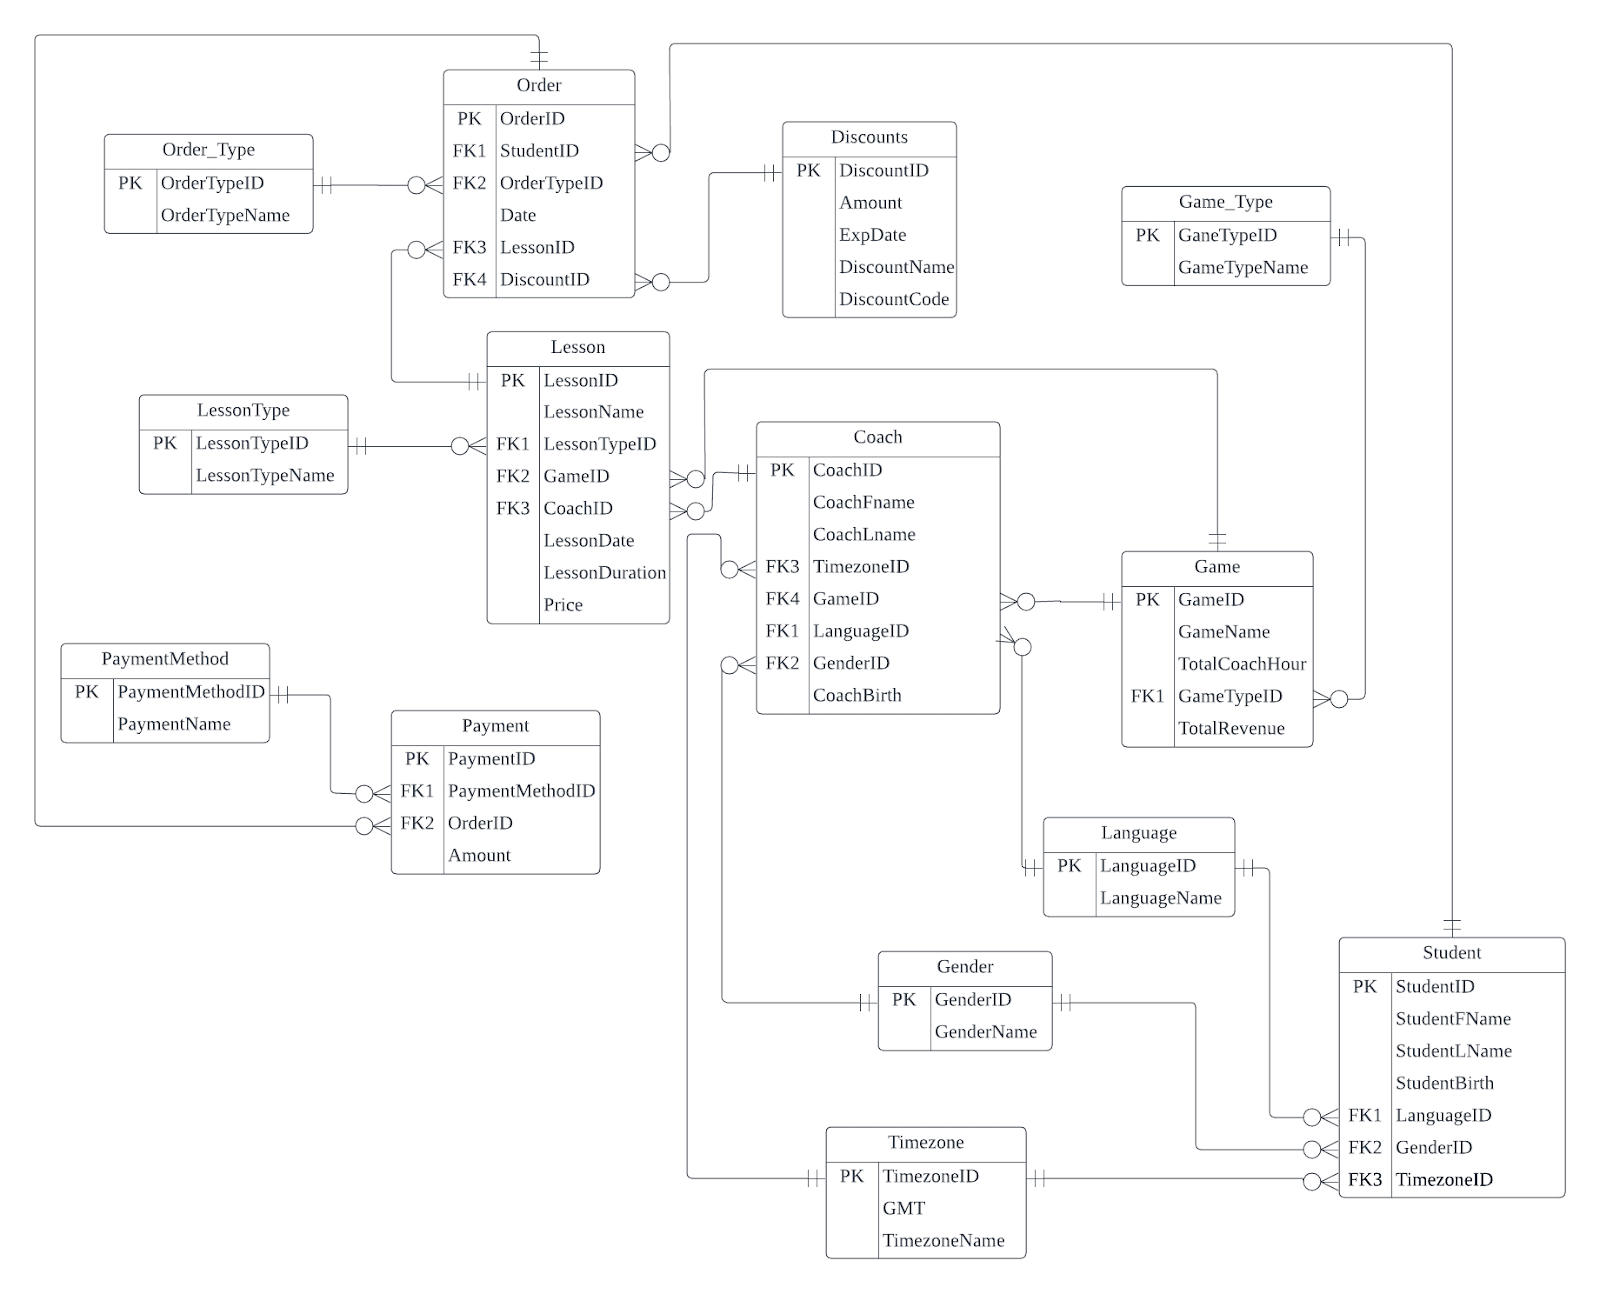 Order
PK OrderID
FK1 StudentID
FK2 OrderTypeID
Date
FK3 LessonID
FK4 DiscountID
Order_Type
PK OrderTypeID
OrderTypeName
Discounts
PK DiscountID
Amount
ExpDate
DiscountName
DiscountCode
Game_Type
PK GaneTypeID
GameTypeName
Lesson
PK LessonID
LessonName
FK1 LessonTypeID
FK2 GameID
FK3 CoachID
LessonDate
LessonDuration
Price
LessonType
PK LessonTypeID
LessonTypeName
Coach
PK CoachID
CoachFname
CoachLname
FK3 TimezoneID
FK4 GameID
FK1 LanguageID
FK2 GenderID
CoachBirth
Game
PK GameID
GameName
TotalCoachHour
FK1 GameTypeID
TotalRevenue
PaymentMethod
PK PaymentMethodID
PaymentName
Payment
PK PaymentID
FK1 PaymentMethodID
FK2 OrderID
Amount
Language
PK LanguageID
LanguageName
Gender
PK GenderID
GenderName
Student
PK StudentID
StudentFName
StudentLName
StudentBirth
FK1 LanguageID
FK2 GenderID
FK3 TimezoneID
Timezone
PK TimezoneID
GMT
TimezoneName